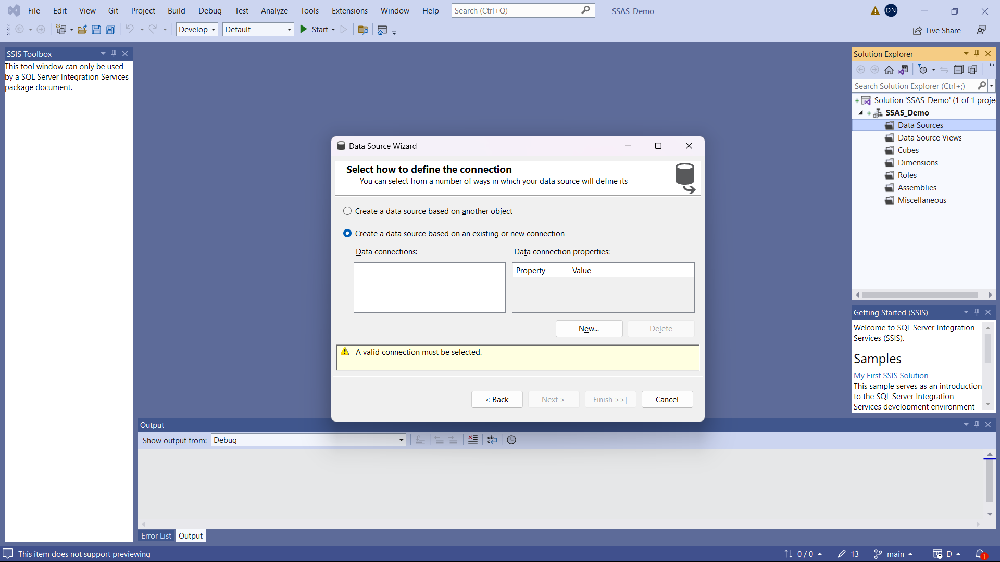 File Edit View Git Project Build Debug Test Analyze Tools Extensions Window Help Search (Ctrl+Q) SSAS_Demo DN
Develop Default Start Live Share
SSIS Toolbox
This tool window can only be used
by a SQL Server Integration Services
package document.
Solution Explorer
Search Solution Explorer (Ctrl+;)
Solution 'SSAS_Demo' (1 of 1 proje
SSAS_Demo
Data Sources
Data Source Views
Cubes
Dimensions
Roles
Assemblies
Miscellaneous
Data Source Wizard
Select how to define the connection
You can select from a number of ways in which your data source will define its
Create a data source based on another object
Create a data source based on an existing or new connection
Data connections:
Data connection properties:
Property Value
New... Delete
A valid connection must be selected.
< Back Next > Finish >>| Cancel
Getting Started (SSIS)
Welcome to SQL Server Integration
Services (SSIS).
Samples
My First SSIS Solution
This sample serves as an introduction
to the SQL Server Integration
Services development environment
Output
Show output from: Debug
Error List Output
This item does not support previewing 0 / 0 13 main D 1